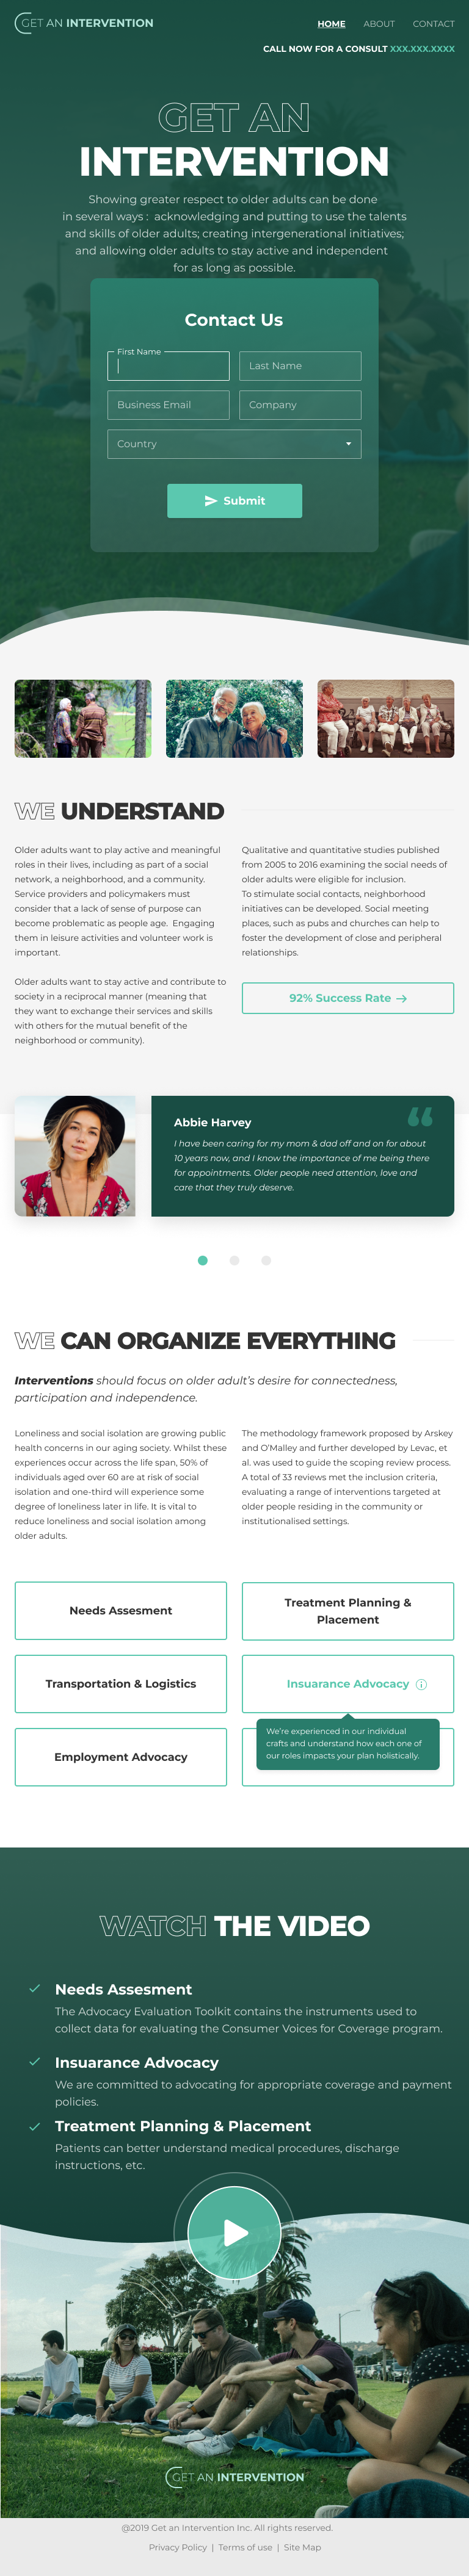 GET AN INTERVENTION
HOME ABOUT CONTACT
CALL NOW FOR A CONSULT XXX.XXX.XXXX
GET AN
INTERVENTION
Showing greater respect to older adults can be done
in several ways : acknowledging and putting to use the talents
and skills of older adults; creating intergenerational initiatives;
and allowing older adults to stay active and independent
for as long as possible.
Contact Us
First Name
Last Name
Business Email
Company
Country
Submit
WE UNDERSTAND
Older adults want to play active and meaningful
roles in their lives, including as part of a social
network, a neighborhood, and a community.
Service providers and policymakers must
consider that a lack of sense of purpose can
become problematic as people age. Engaging
them in leisure activities and volunteer work is
important.
Older adults want to stay active and contribute to
society in a reciprocal manner (meaning that
they want to exchange their services and skills
with others for the mutual benefit of the
neighborhood or community).
Qualitative and quantitative studies published
from 2005 to 2016 examining the social needs of
older adults were eligible for inclusion.
To stimulate social contacts, neighborhood
initiatives can be developed. Social meeting
places, such as pubs and churches can help to
foster the development of close and peripheral
relationships.
92% Success Rate →
Abbie Harvey
“
I have been caring for my mom & dad off and on for about
10 years now, and I know the importance of me being there
for appointments. Older people need attention, love and
care that they truly deserve.
WE CAN ORGANIZE EVERYTHING
Interventions should focus on older adult’s desire for connectedness,
participation and independence.
Loneliness and social isolation are growing public
health concerns in our aging society. Whilst these
experiences occur across the life span, 50% of
individuals aged over 60 are at risk of social
isolation and one-third will experience some
degree of loneliness later in life. It is vital to
reduce loneliness and social isolation among
older adults.
The methodology framework proposed by Arskey
and O’Malley and further developed by Levac, et
al. was used to guide the scoping review process.
A total of 33 reviews met the inclusion criteria,
evaluating a range of interventions targeted at
older people residing in the community or
institutionalised settings.
Needs Assesment
Treatment Planning &
Placement
Transportation & Logistics
Insuarance Advocacy
Employment Advocacy
We’re experienced in our individual
crafts and understand how each one of
our roles impacts your plan holistically.
WATCH THE VIDEO
Needs Assesment
The Advocacy Evaluation Toolkit contains the instruments used to
collect data for evaluating the Consumer Voices for Coverage program.
Insuarance Advocacy
We are committed to advocating for appropriate coverage and payment
policies.
Treatment Planning & Placement
Patients can better understand medical procedures, discharge
instructions, etc.
GET AN INTERVENTION
@2019 Get an Intervention Inc. All rights reserved.
Privacy Policy | Terms of use | Site Map